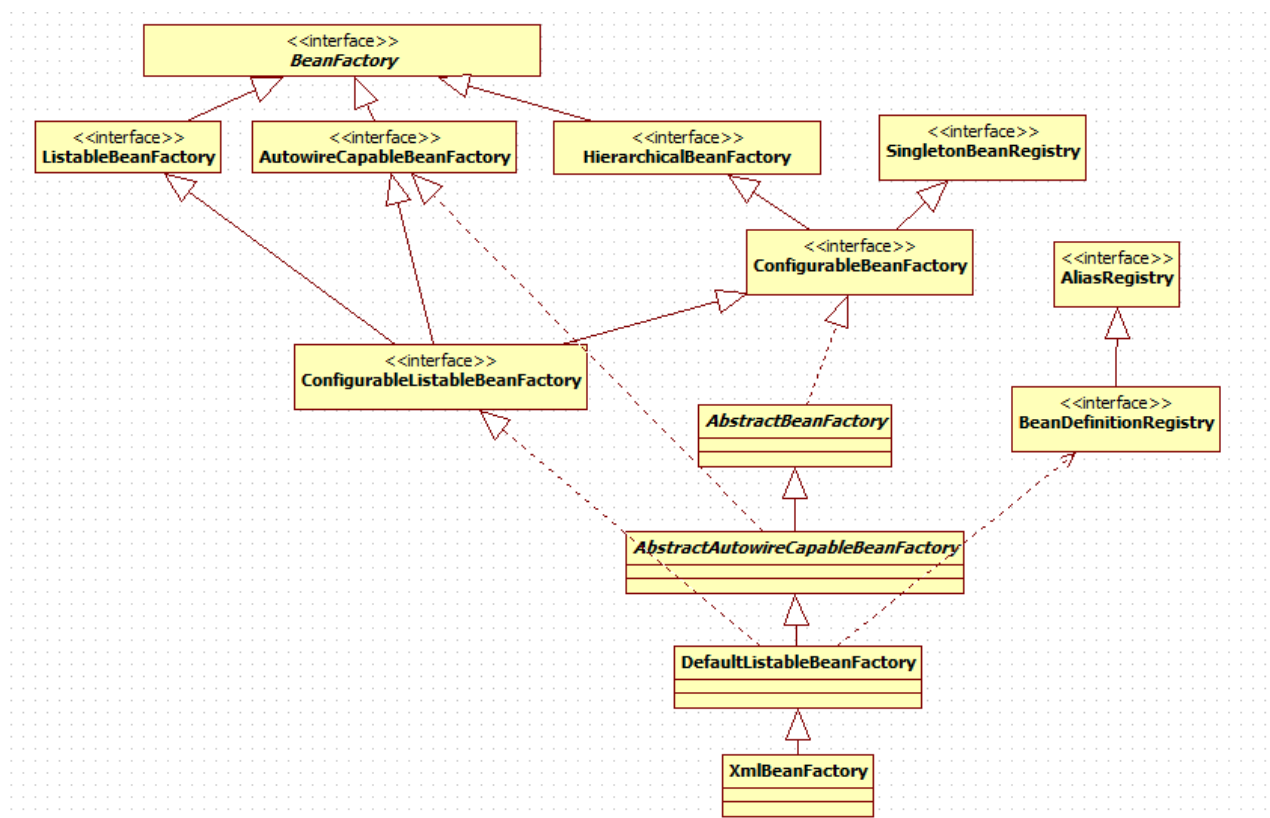 <<interface>>
BeanFactory
<<interface>>
ListableBeanFactory
<<interface>>
AutowireCapableBeanFactory
<<interface>>
HierarchicalBeanFactory
<<interface>>
SingletonBeanRegistry
<<interface>>
ConfigurableBeanFactory
<<interface>>
AliasRegistry
<<interface>>
ConfigurableListableBeanFactory
AbstractBeanFactory
<<interface>>
BeanDefinitionRegistry
AbstractAutowireCapableBeanFactory
DefaultListableBeanFactory
XmlBeanFactory